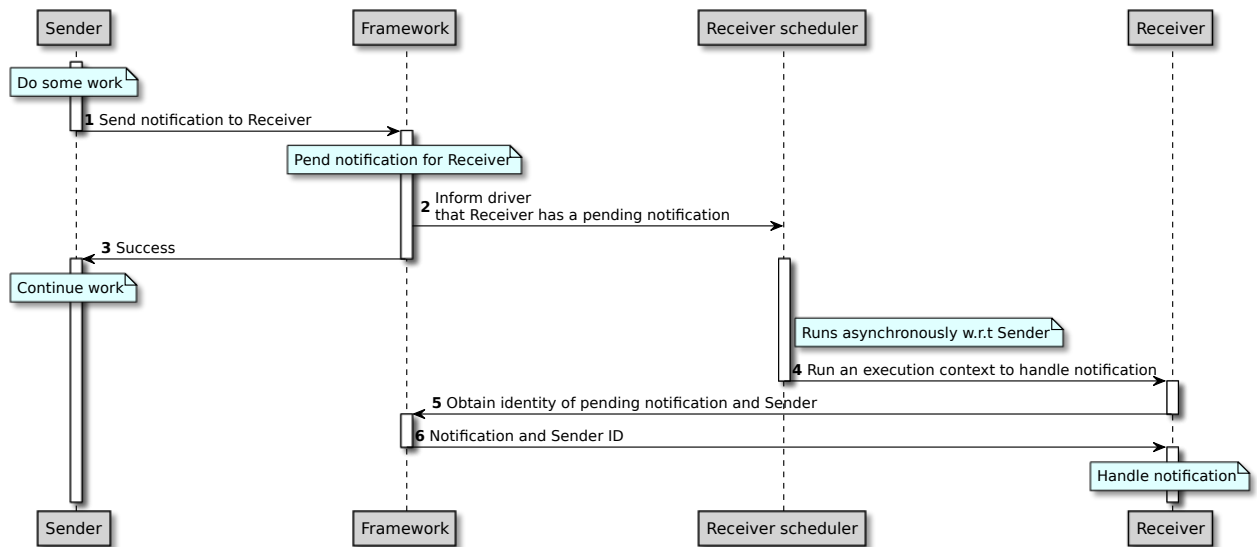 Sender
Framework
Receiver scheduler
Receiver
Do some work
1 Send notification to Receiver
Pend notification for Receiver
2 Inform driver
that Receiver has a pending notification
3 Success
Continue work
Runs asynchronously w.r.t Sender
4 Run an execution context to handle notification
5 Obtain identity of pending notification and Sender
6 Notification and Sender ID
Handle notification
Sender
Framework
Receiver scheduler
Receiver